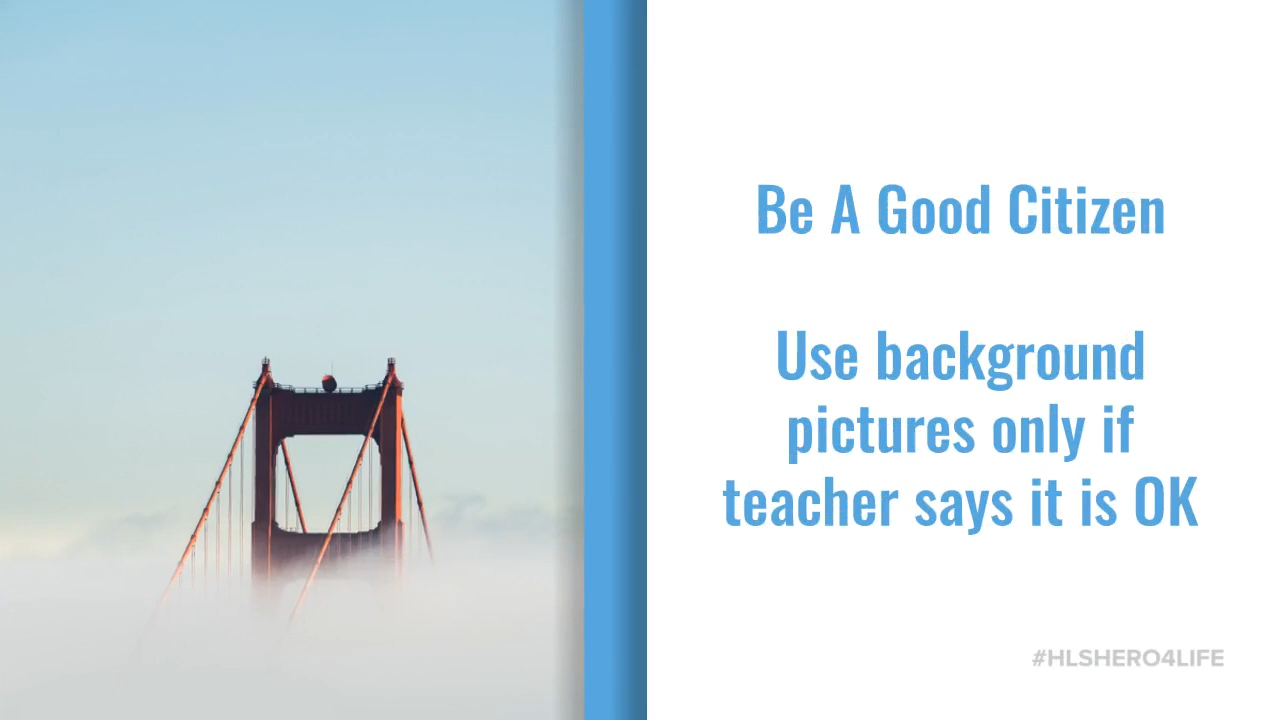 Be A Good Citizen
Use background
pictures only if
teacher says it is OK
#HLSHERO4LIFE